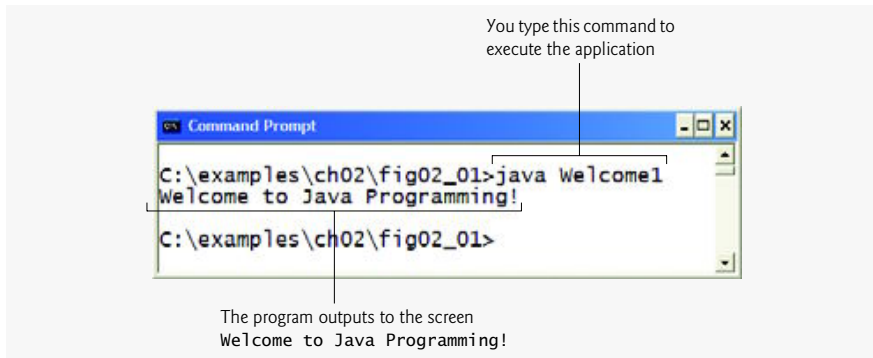 You type this command to
execute the application
Command Prompt
C:\examples\ch02\fig02_01>java Welcome1
Welcome to Java Programming!
C:\examples\ch02\fig02_01>
The program outputs to the screen
Welcome to Java Programming!